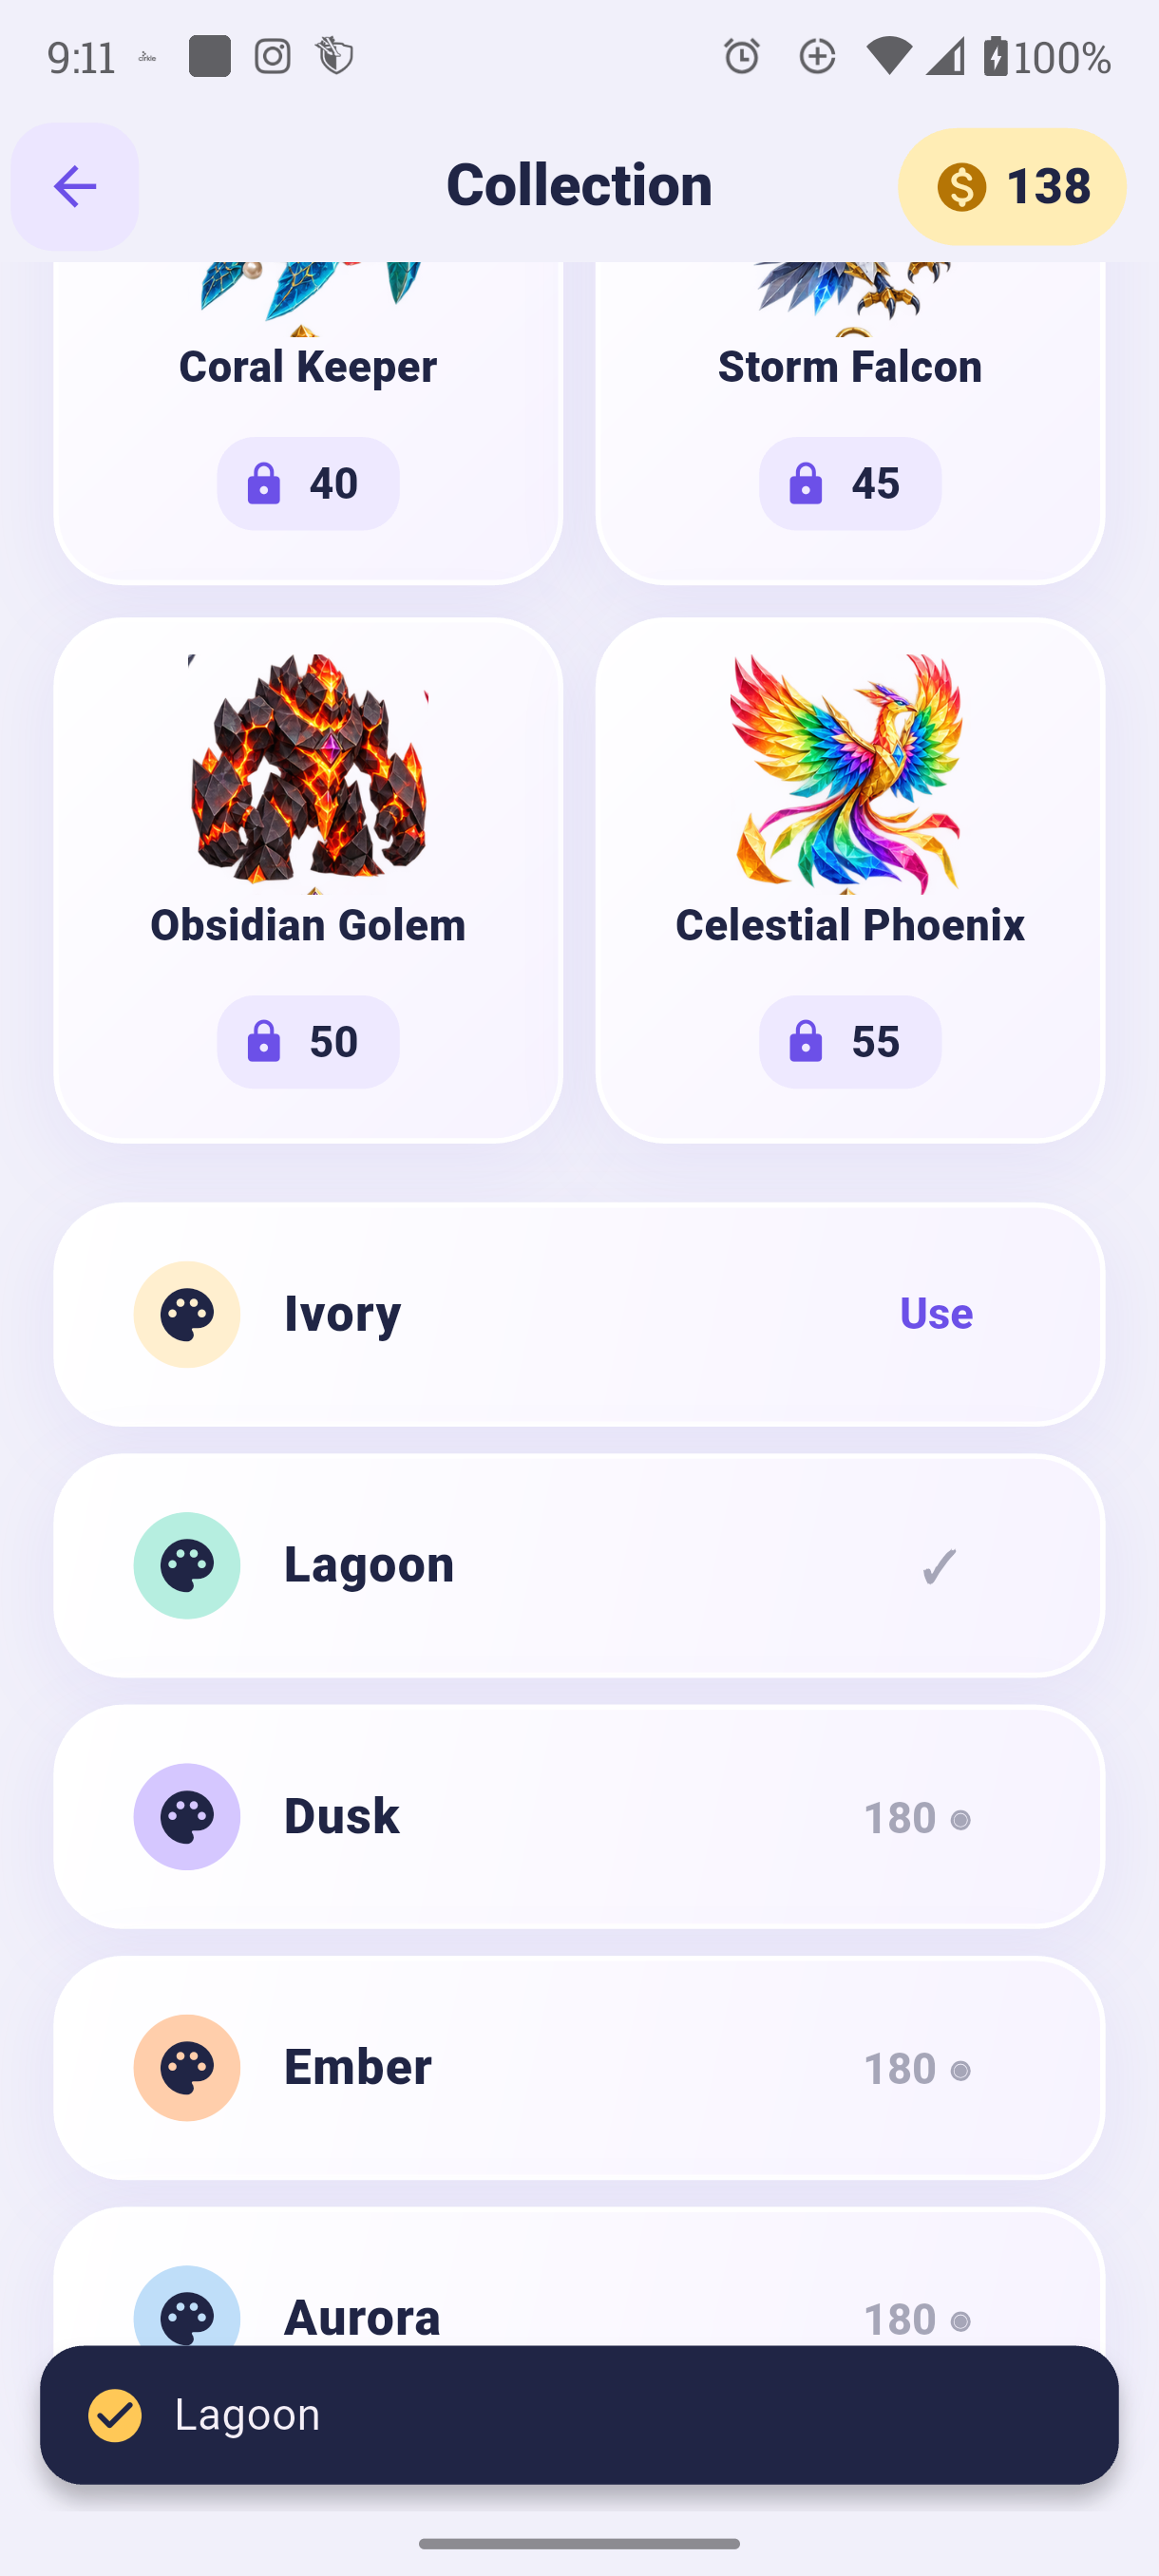 9:11
100%
Collection
138
Coral Keeper
Storm Falcon
40
45
Obsidian Golem
Celestial Phoenix
50
55
Ivory
Use
Lagoon
✓
Dusk
180
Ember
180
Aurora
180
Lagoon